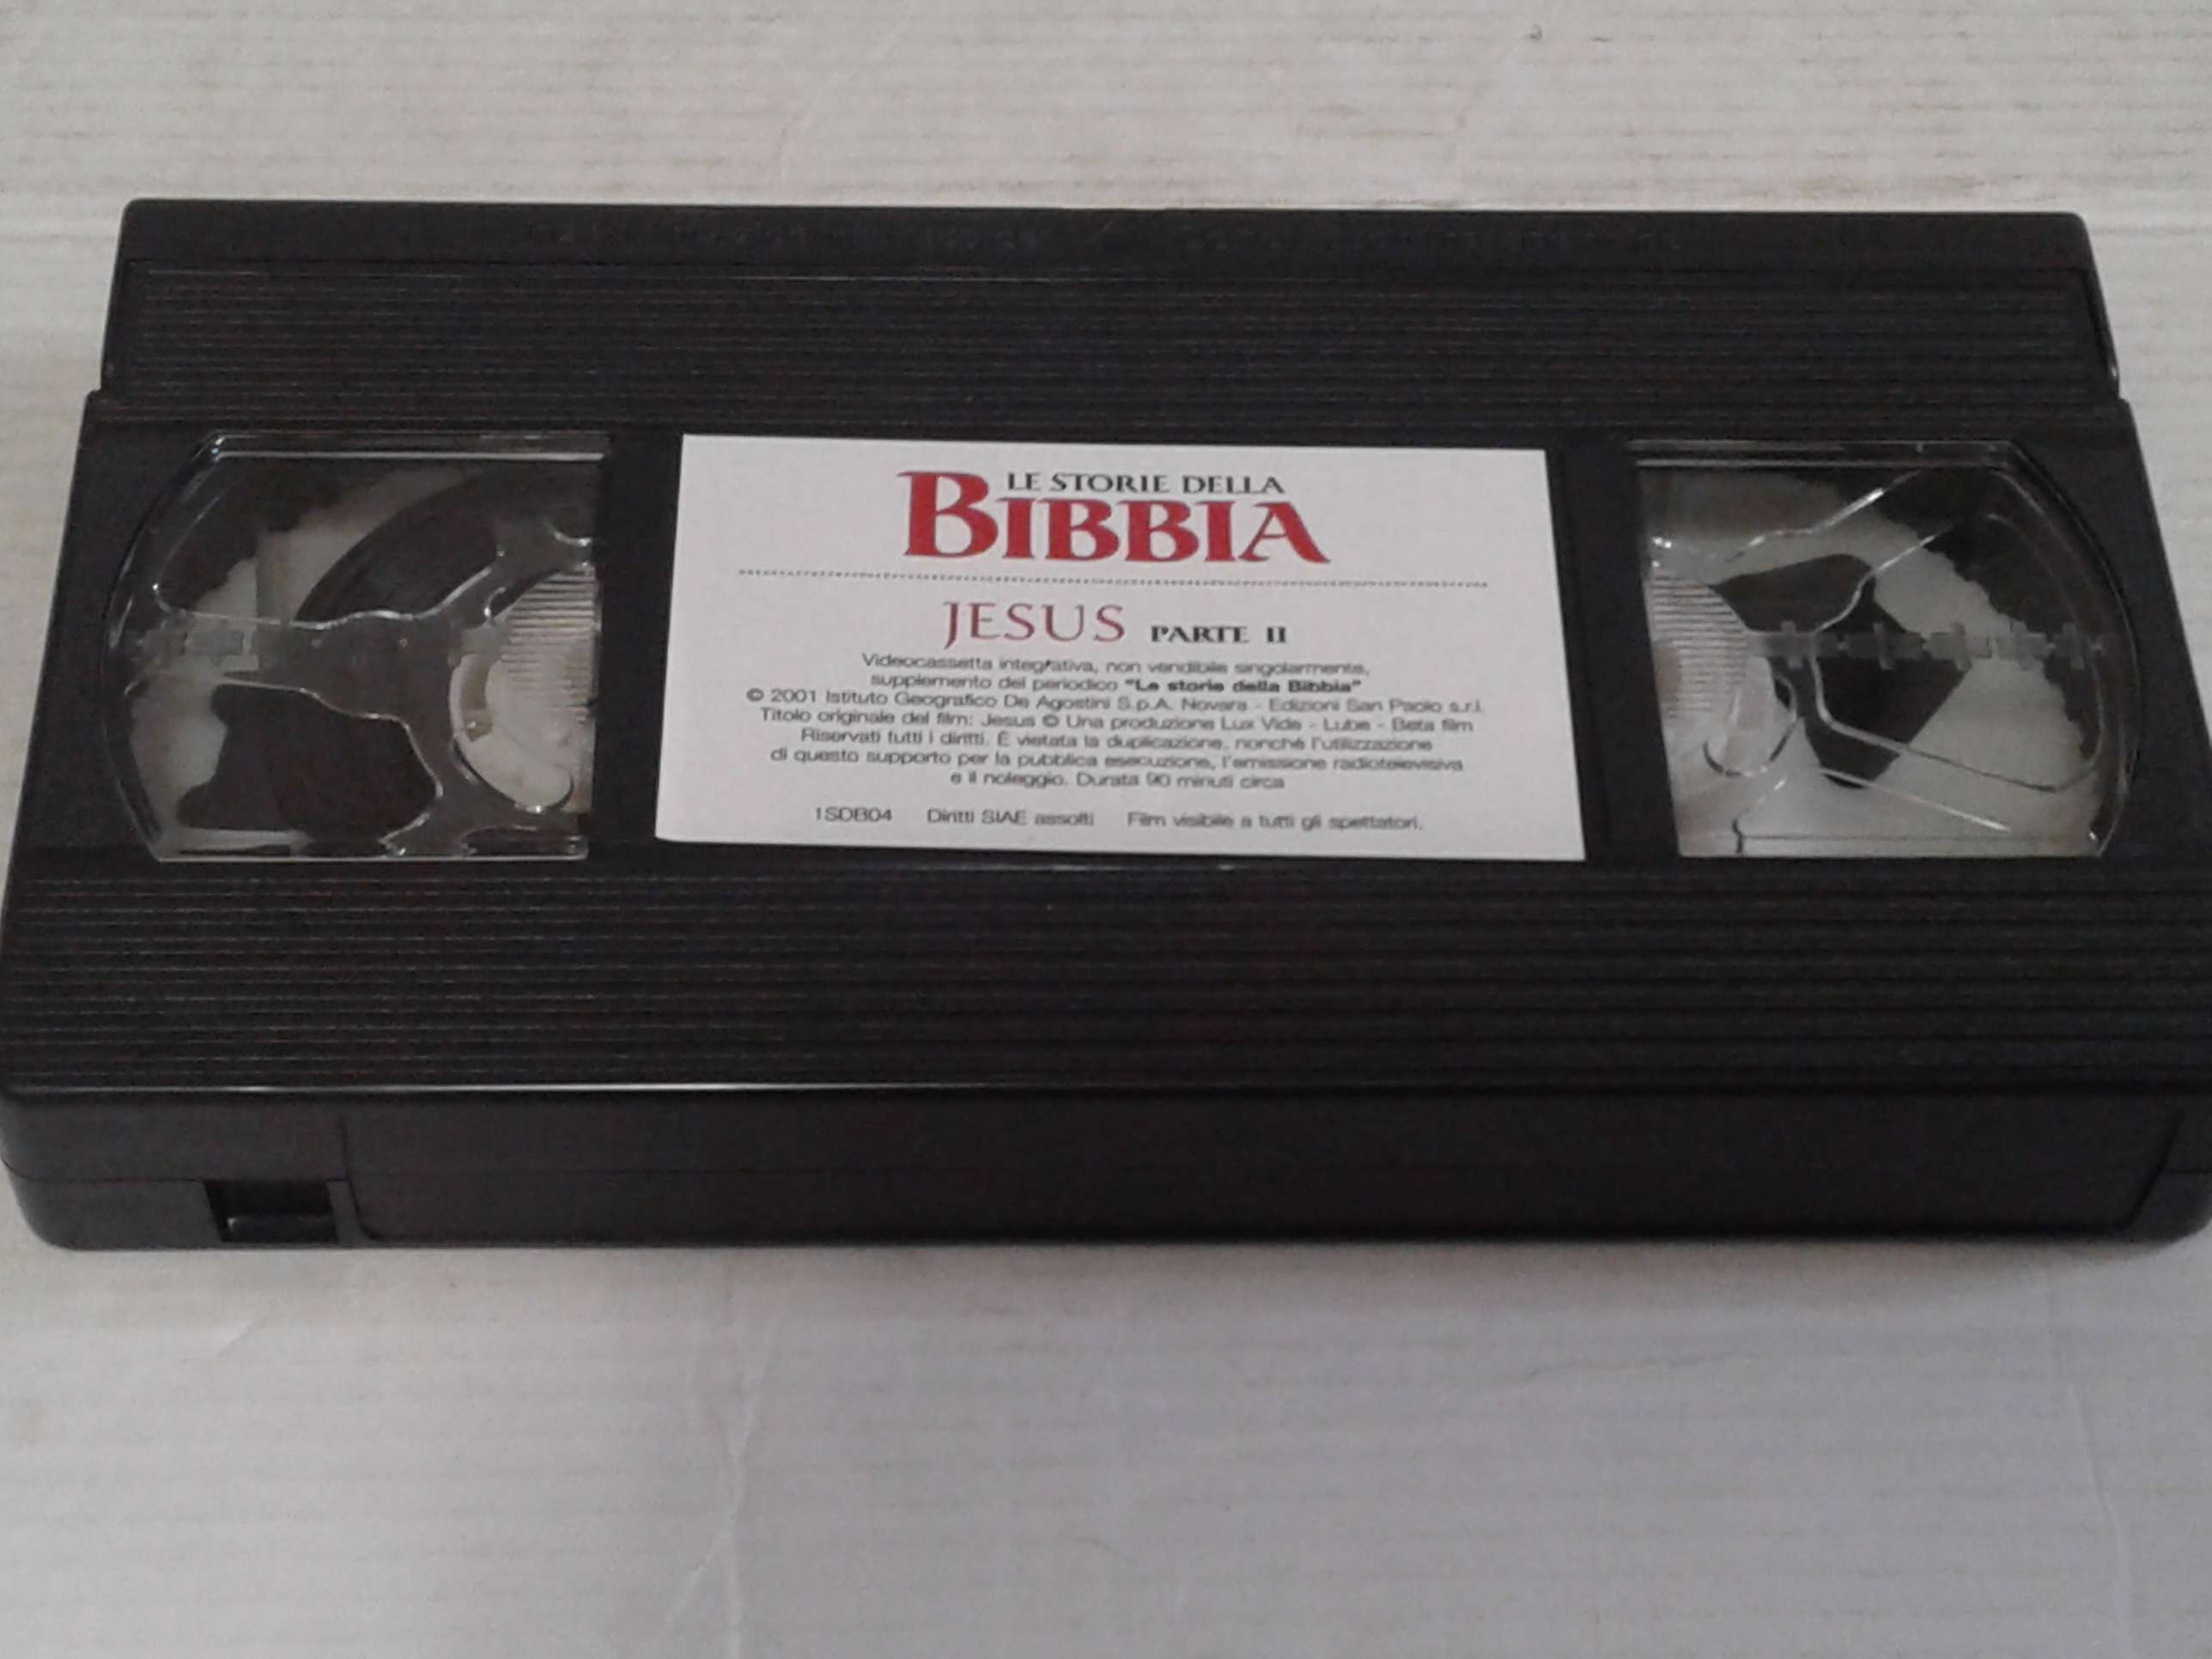 LE STORIE DELLA
BIBBIA
JESUS PARTE II
Videocassetta integrativa, non vendibile singolarmente,
supplemento del periodico "Le storie della Bibbia"
© 2001 Istituto Geografico De Agostini S.p.A. Novara - Edizioni San Paolo s.r.l.
Titolo originale del film: Jesus © Una produzione Lux Vide - Lube - Beta film
Riservati tutti i diritti. È vietata la duplicazione, nonché l'utilizzazione
di questo supporto per la pubblica esecuzione, l'emissione radiotelevisiva
e il noleggio. Durata 90 minuti circa
1SDB04 Diritti SIAE assolti Film visibile a tutti gli spettatori.